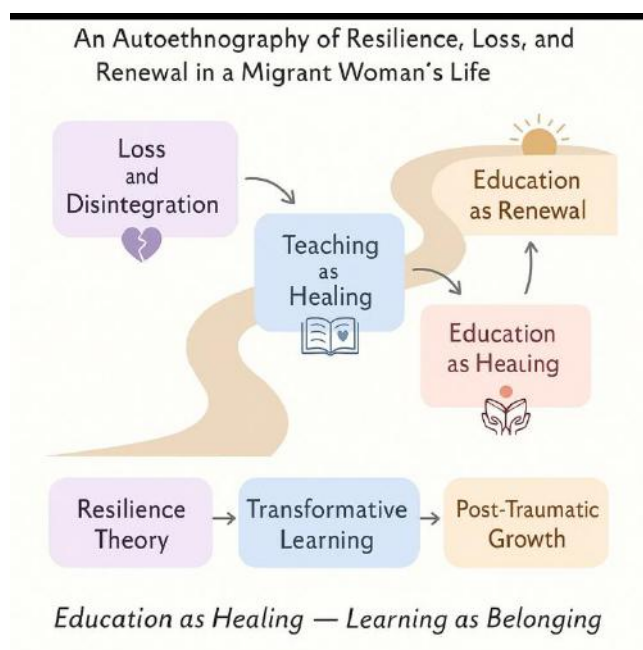 An Autoethnography of Resilience, Loss, and
Renewal in a Migrant Woman's Life
Loss
and
Disintegration
Teaching
as
Healing
Education
as Healing
Education
as Renewal
Resilience
Theory
Transformative
Learning
Post-Traumatic
Growth
Education as Healing — Learning as Belonging